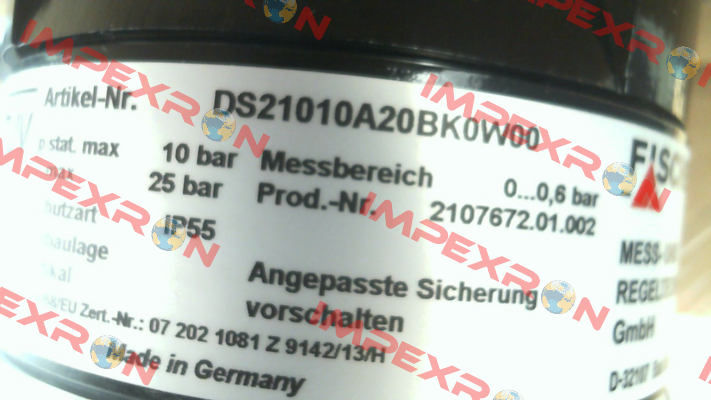 Artikel-Nr. DS21010A20BK0W00
stat. max 10 bar Messbereich 0...0,6 bar
25 bar Prod.-Nr. 2107672.01.002
IP55
MESS-
Angepasste Sicherung
vorschalten
GmbH
Zert.-Nr.: 07 202 1081 Z 9142/13/H
Made in Germany
D-32107
IMPEXRON